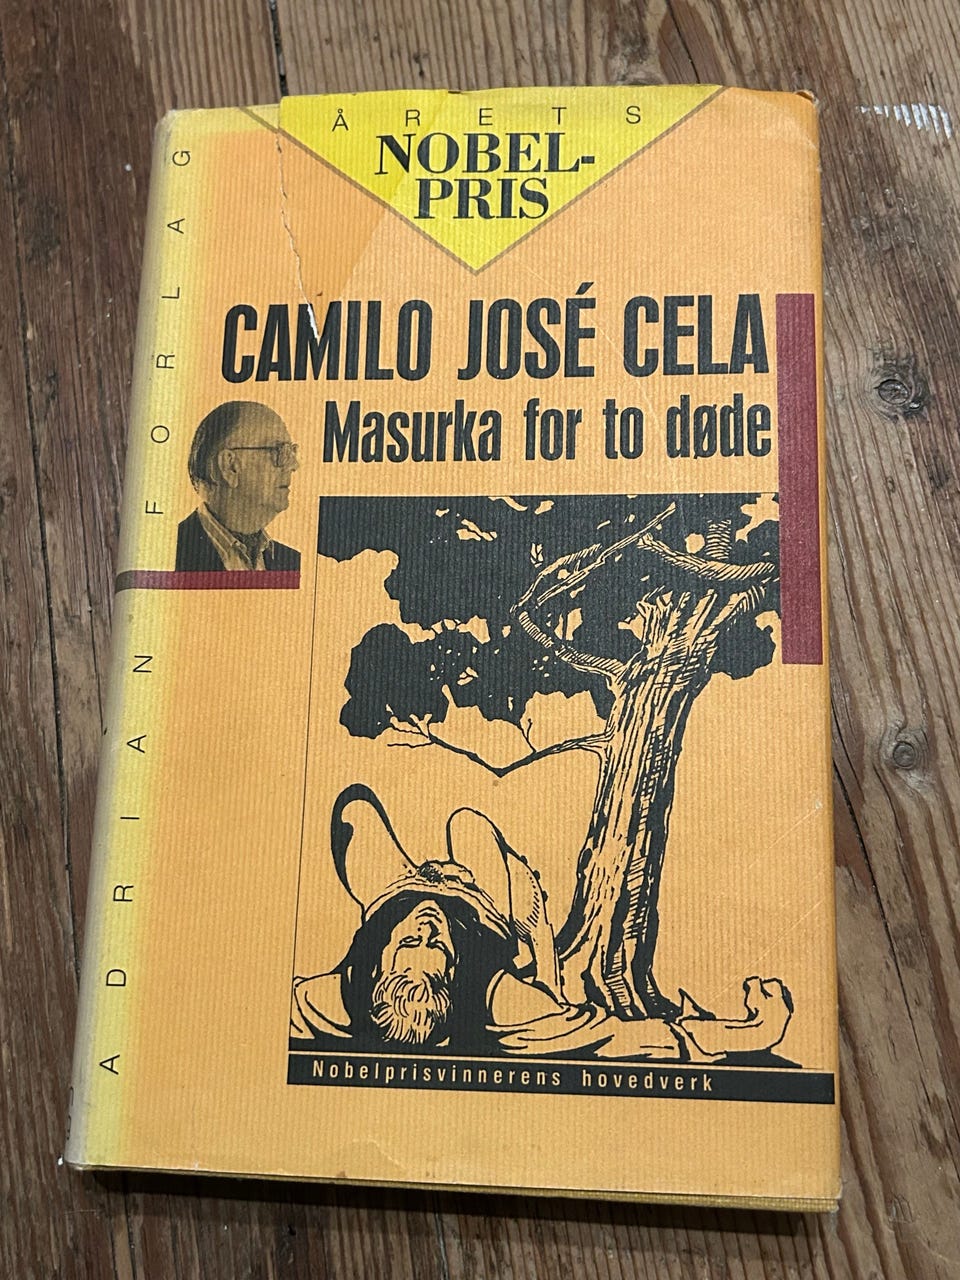 ÅRETS
NOBEL-
PRIS
CAMILO JOSÉ CELA
Masurka for to døde
Nobelprisvinnerens hovedverk
ADRIAN FORLAG